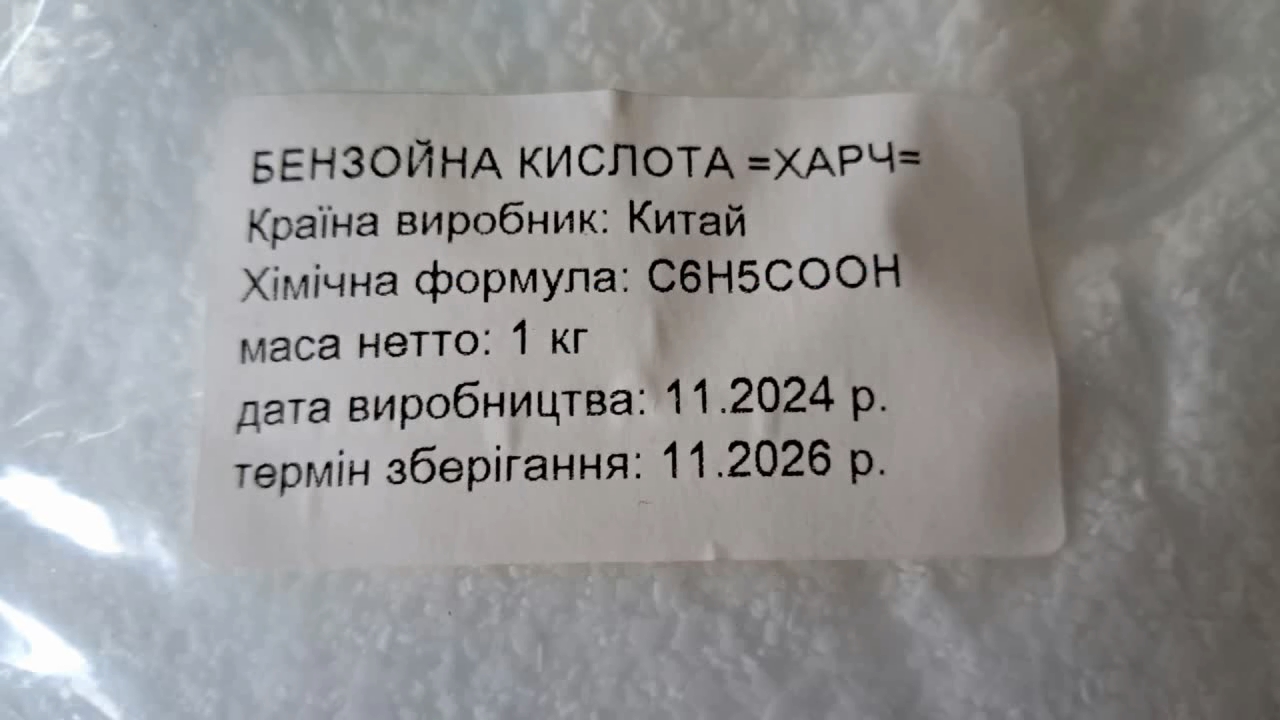 БЕНЗОЙНА КИСЛОТА =ХАРЧ=
Країна виробник: Китай
Хімічна формула: C6H5COOH
маса нетто: 1 кг
дата виробництва: 11.2024 р.
термін зберігання: 11.2026 р.